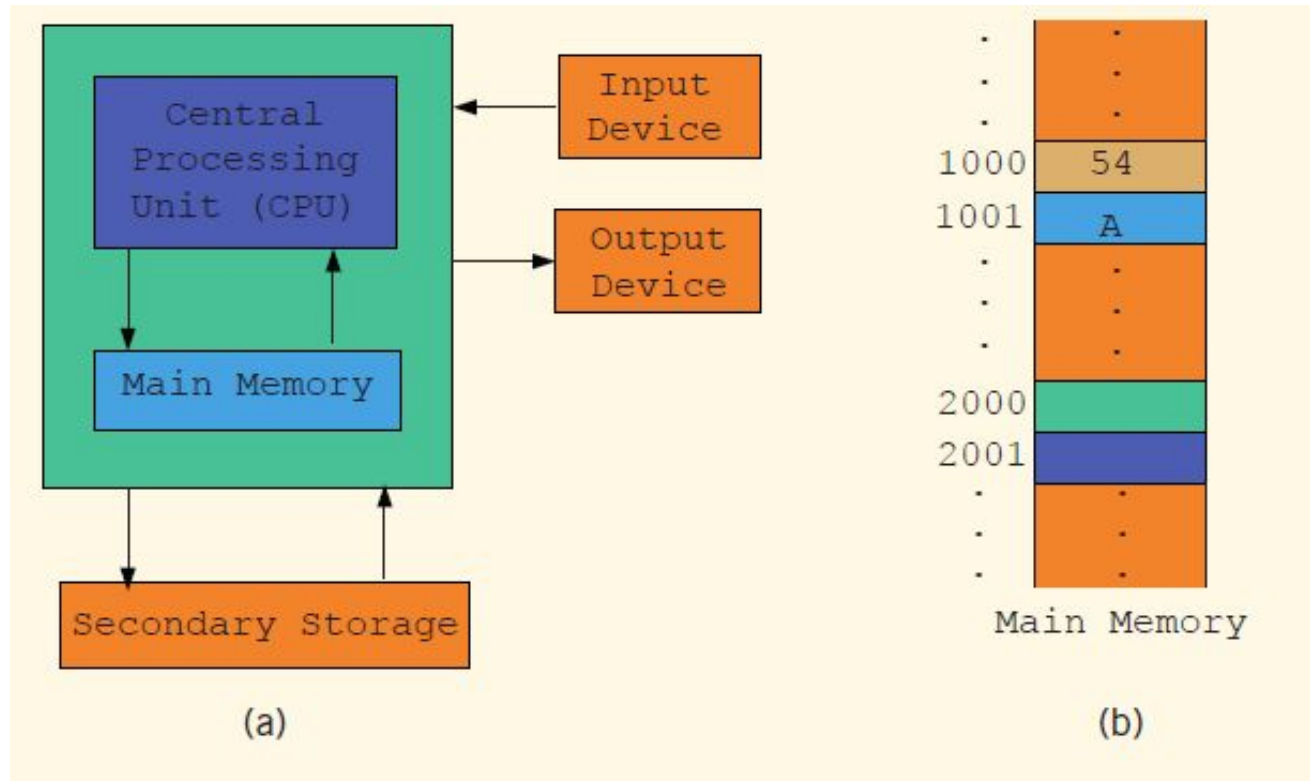 Central
Processing
Unit (CPU)
Main Memory
Input
Device
Output
Device
Secondary Storage
(a)
.
.
.
.
.
.
1000 54
1001 A
.
.
.
.
.
.
2000
2001
.
.
.
.
.
.
Main Memory
(b)